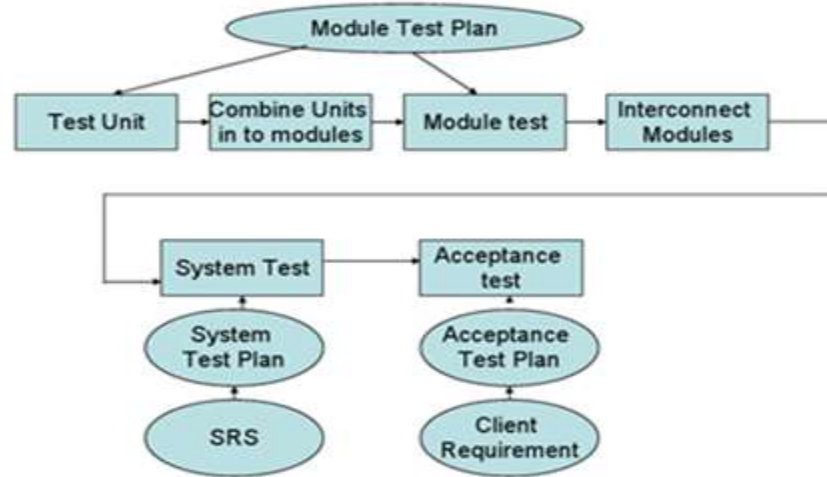 Module Test Plan
Test Unit
Combine Units
in to modules
Module test
Interconnect
Modules
System Test
Acceptance
test
System
Test Plan
Acceptance
Test Plan
SRS
Client
Requirement